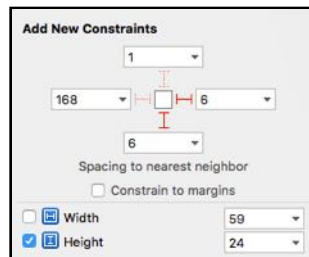 Add New Constraints
1
168
6
6
Spacing to nearest neighbor
Constrain to margins
Width 59
Height 24